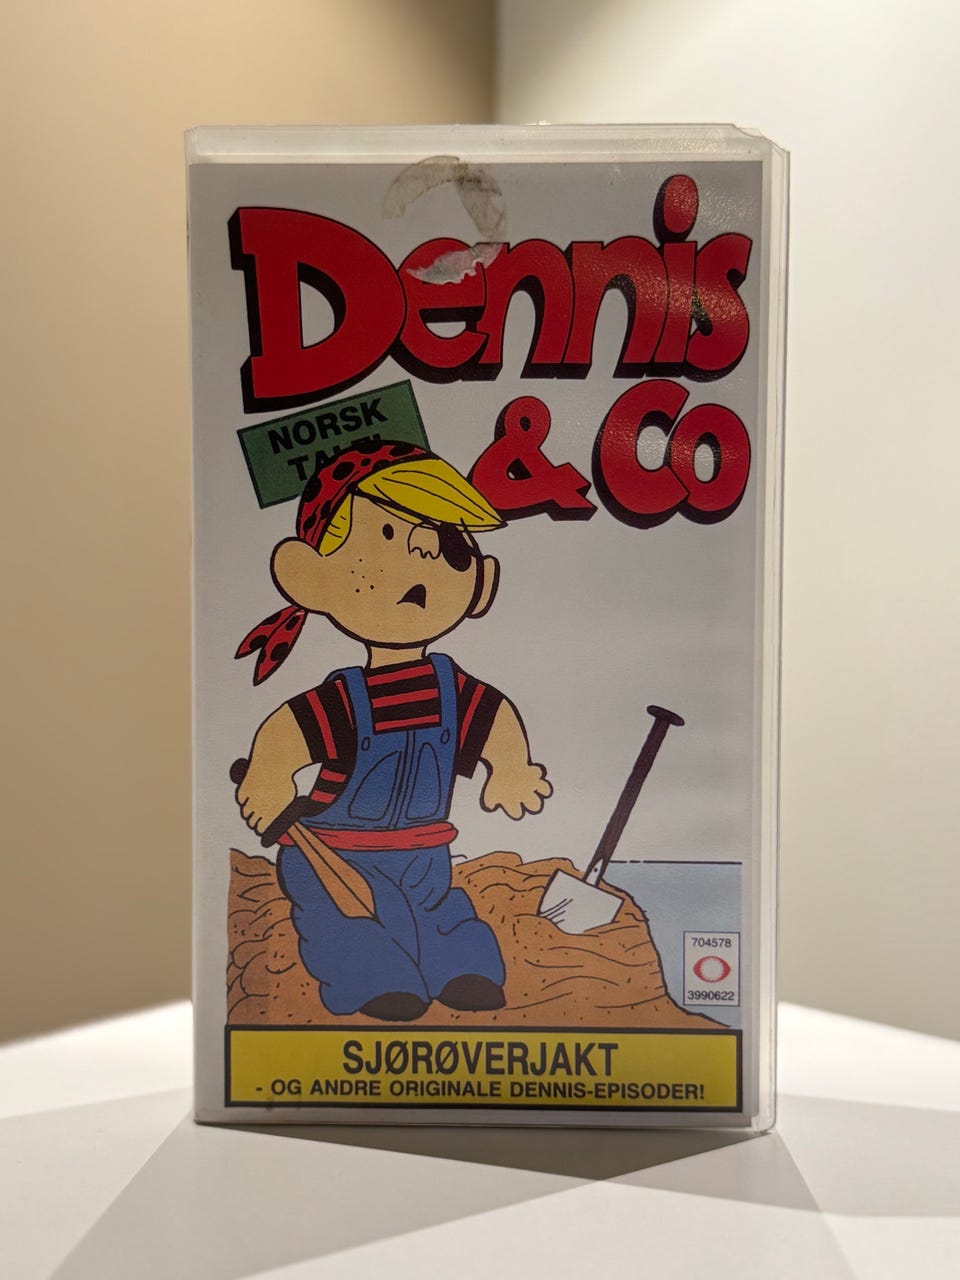 Dennis
& Co
NORSK
SJØRØVERJAKT
- OG ANDRE ORIGINALE DENNIS-EPISODER!
704578
3990622